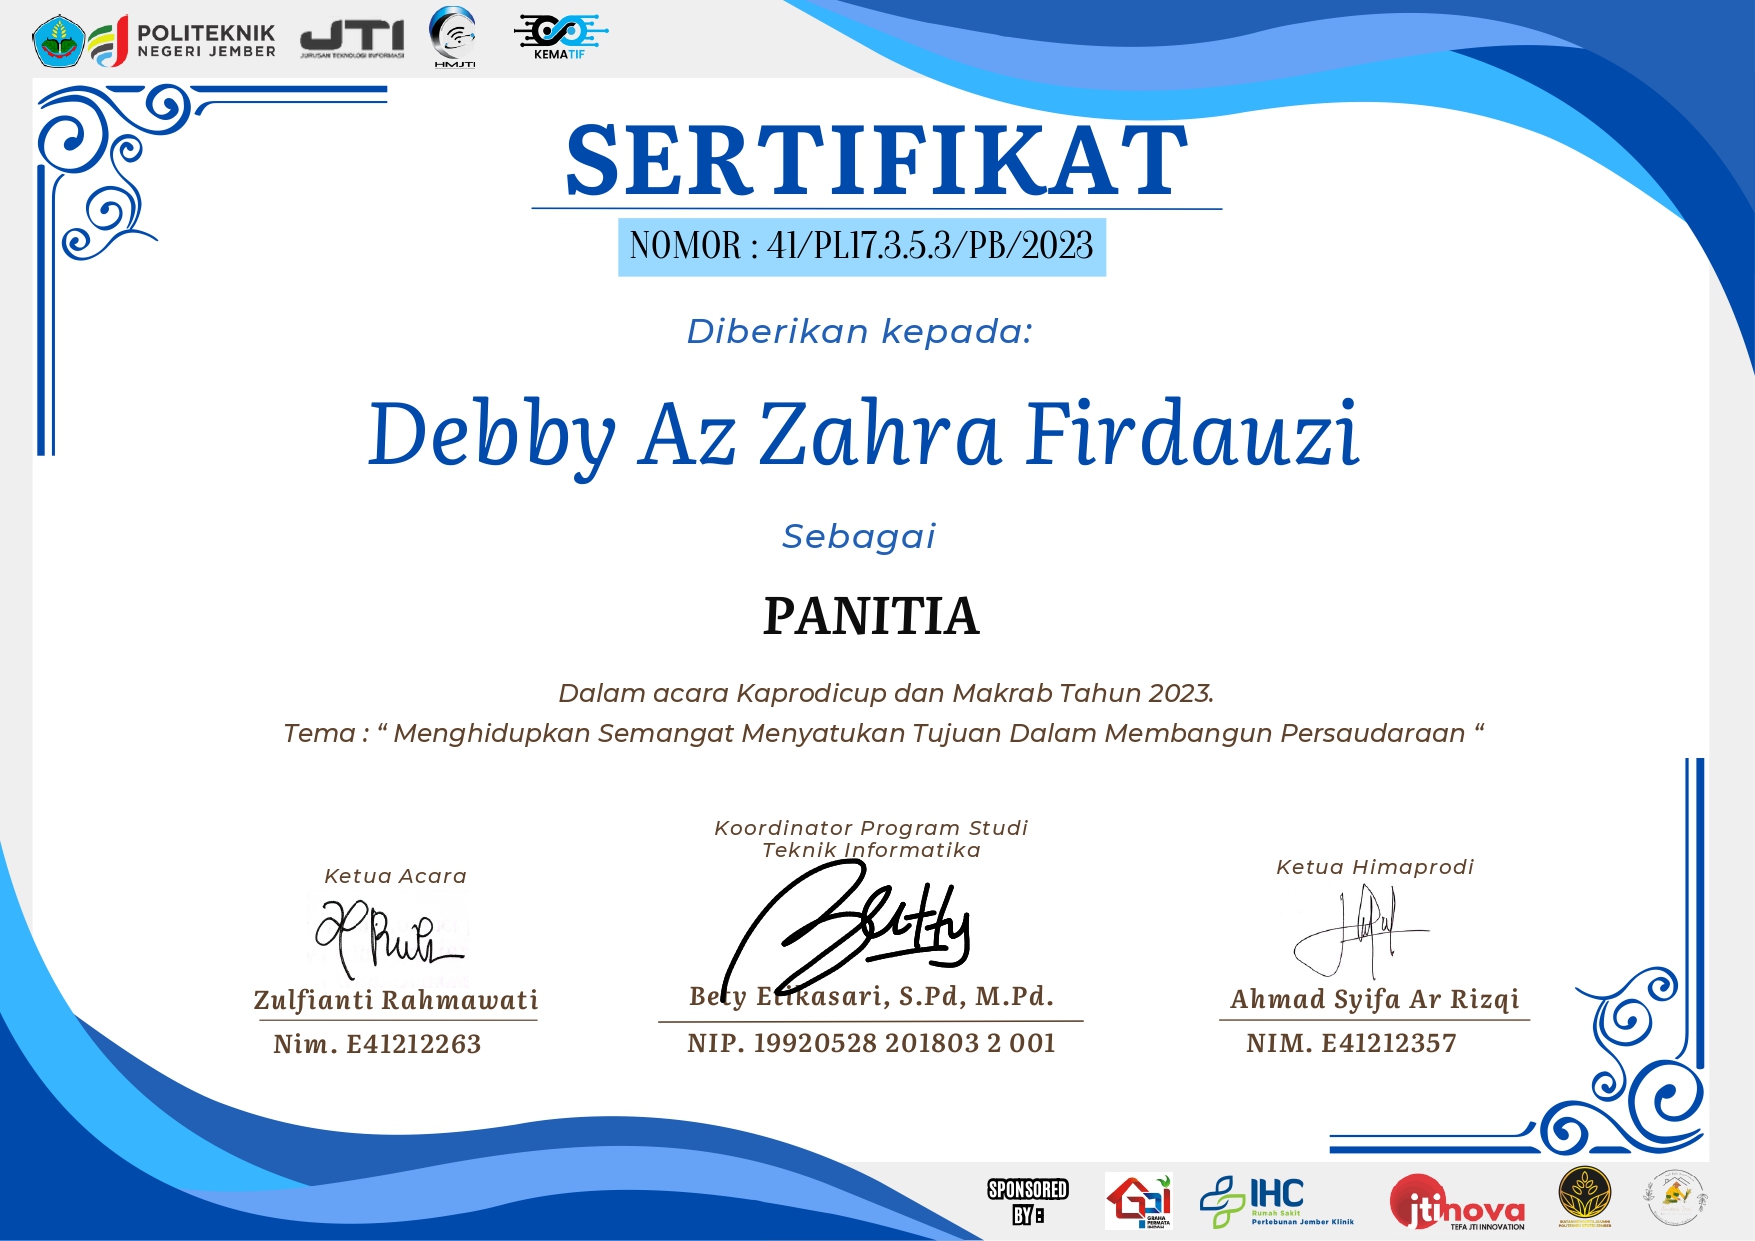 POLITEKNIK
NEGERI JEMBER
JTI
JURUSAN TEKNOLOGI INFORMASI
HMJTI
KEMATIF
SERTIFIKAT
NOMOR : 41/PL17.3.5.3/PB/2023
Diberikan kepada:
Debby Az Zahra Firdauzi
Sebagai
PANITIA
Dalam acara Kaprodicup dan Makrab Tahun 2023.
Tema : “ Menghidupkan Semangat Menyatukan Tujuan Dalam Membangun Persaudaraan “
Ketua Acara
Zulfianti Rahmawati
Nim. E41212263
Koordinator Program Studi
Teknik Informatika
Betty
Bety Etikasari, S.Pd, M.Pd.
NIP. 19920528 201803 2 001
Ketua Himaprodi
Ahmad Syifa Ar Rizqi
NIM. E41212357
SPONSORED
BY :
GRAHA
PERMATA
IHC
Rumah Sakit
Perkebunan Jember Klinik
jtinova
TEFA JTI INNOVATION